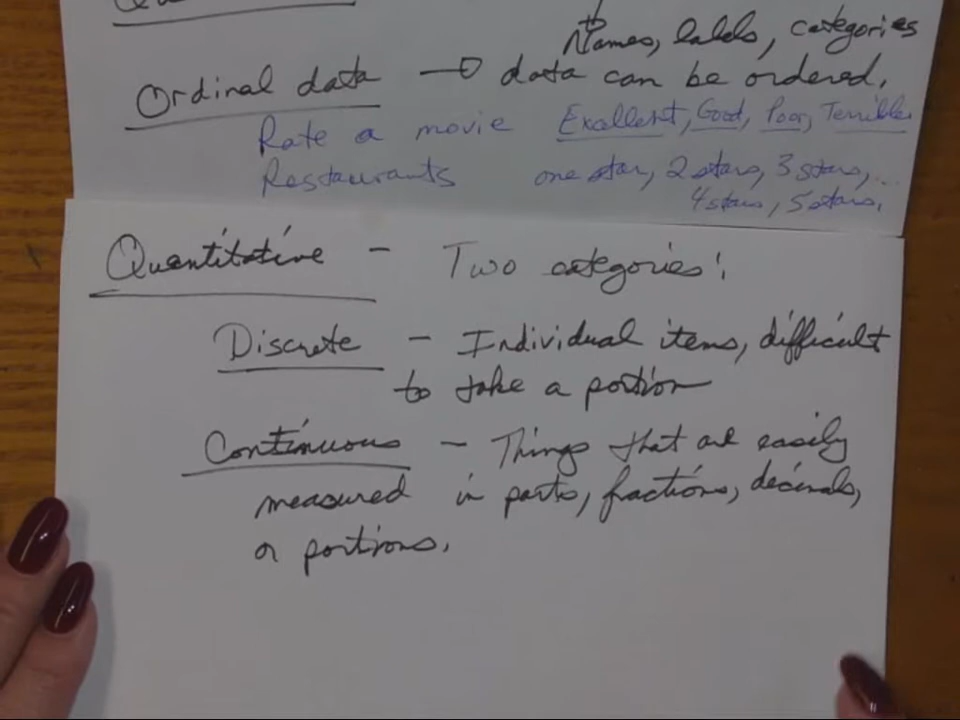 Names, labels, categories
Ordinal data → data can be ordered.
Rate a movie Excellent, Good, Poor, Terrible.
Restaurants one star, 2 stars, 3 stars, ...
4 stars, 5 stars.
Quantitative - Two categories:
Discrete - Individual items, difficult
to take a portion
Continuous - Things that are easily
measured in parts, fractions, decimals,
or portions.